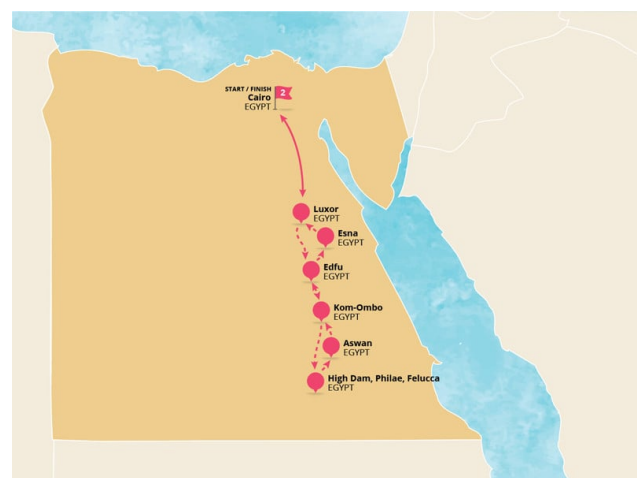 START / FINISH
2
Cairo
EGYPT
Luxor
EGYPT
Esna
EGYPT
Edfu
EGYPT
Kom-Ombo
EGYPT
Aswan
EGYPT
High Dam, Philae, Felucca
EGYPT